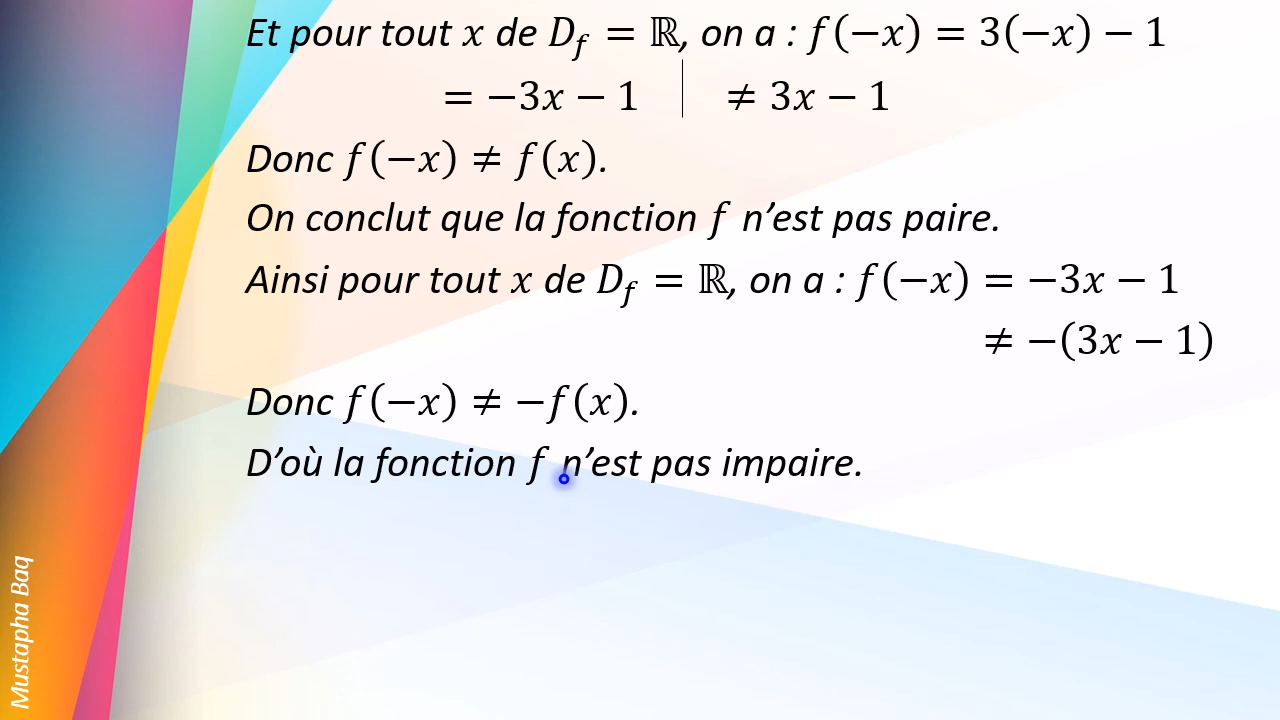 Et pour tout x de D_f = ℝ, on a : f(−x) = 3(−x) − 1
= −3x − 1 | ≠ 3x − 1
Donc f(−x) ≠ f(x).
On conclut que la fonction f n’est pas paire.
Ainsi pour tout x de D_f = ℝ, on a : f(−x) = −3x − 1
≠ −(3x − 1)
Donc f(−x) ≠ −f(x).
D’où la fonction f n’est pas impaire.
Mustapha Baq